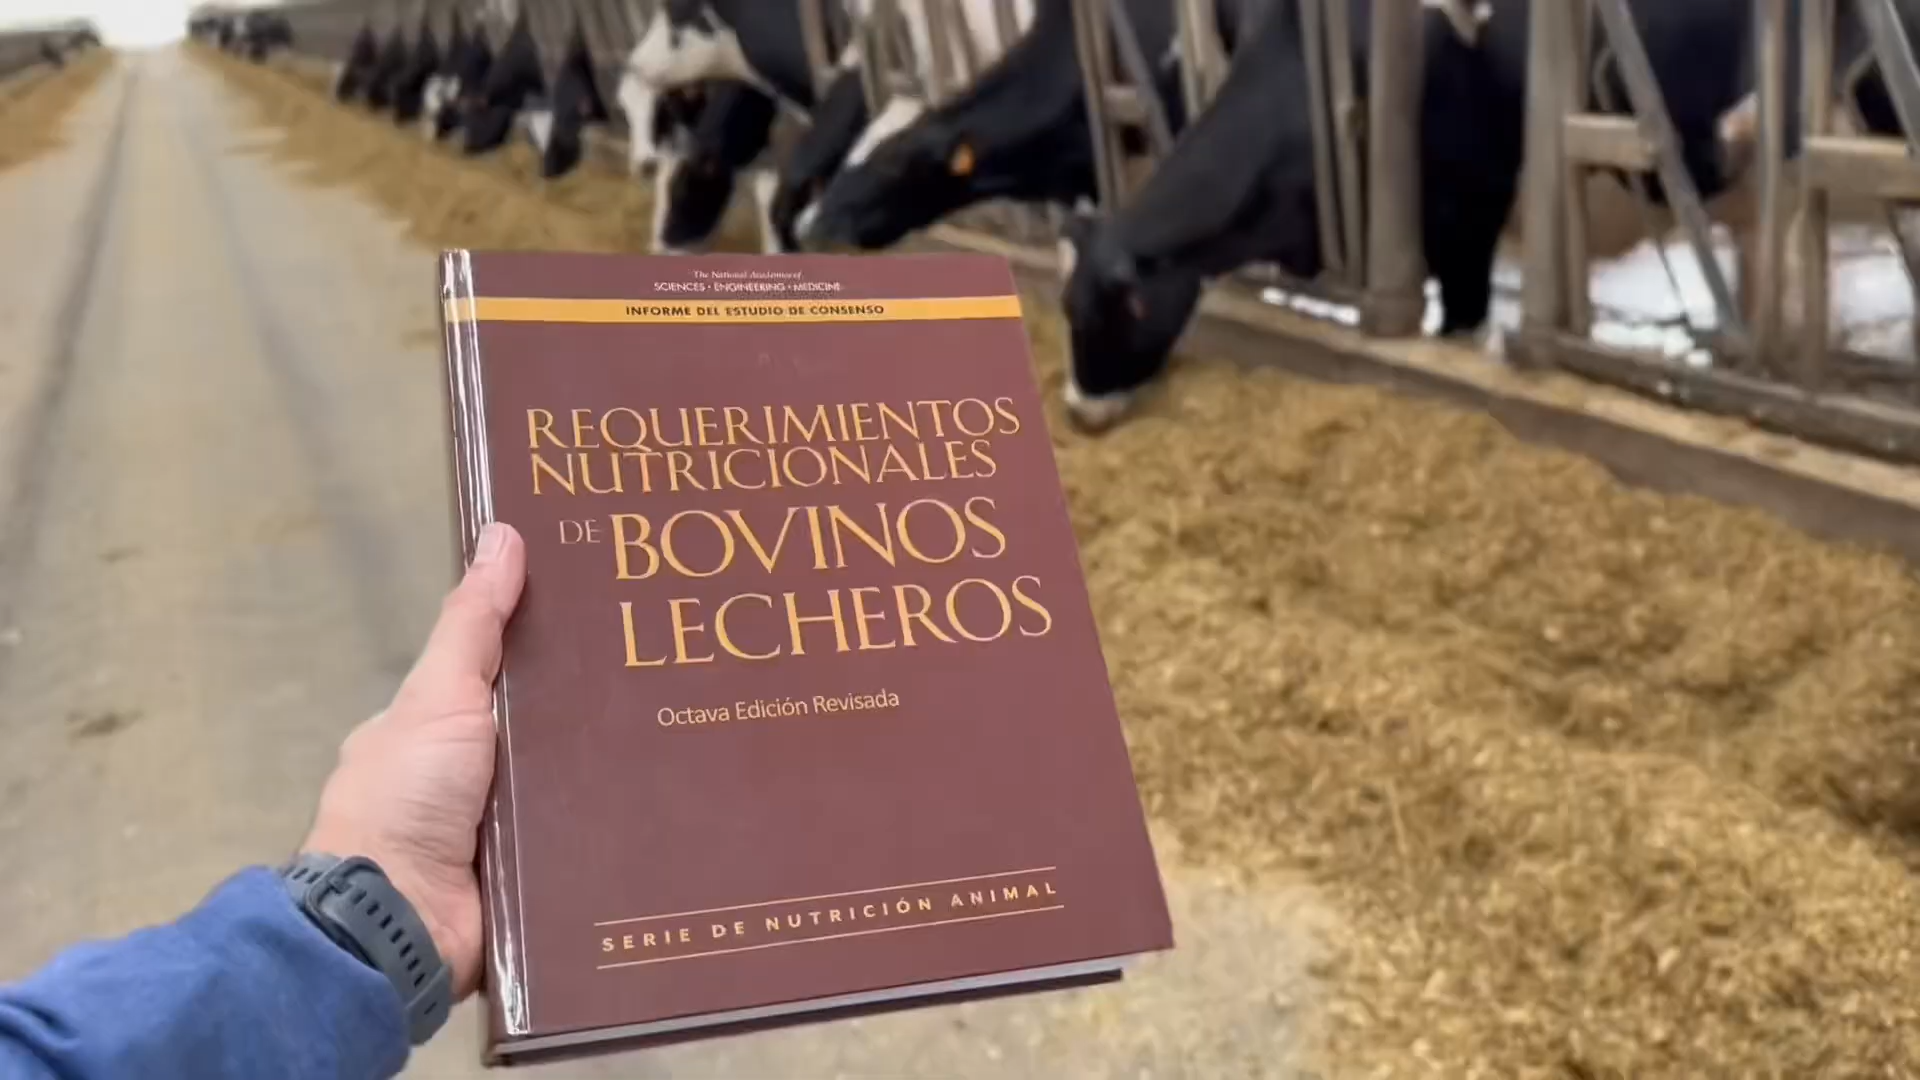 The National Academies of
SCIENCES • ENGINEERING • MEDICINE
INFORME DEL ESTUDIO DE CONSENSO
REQUERIMIENTOS
NUTRICIONALES
DE BOVINOS
LECHEROS
Octava Edición Revisada
SERIE DE NUTRICIÓN ANIMAL